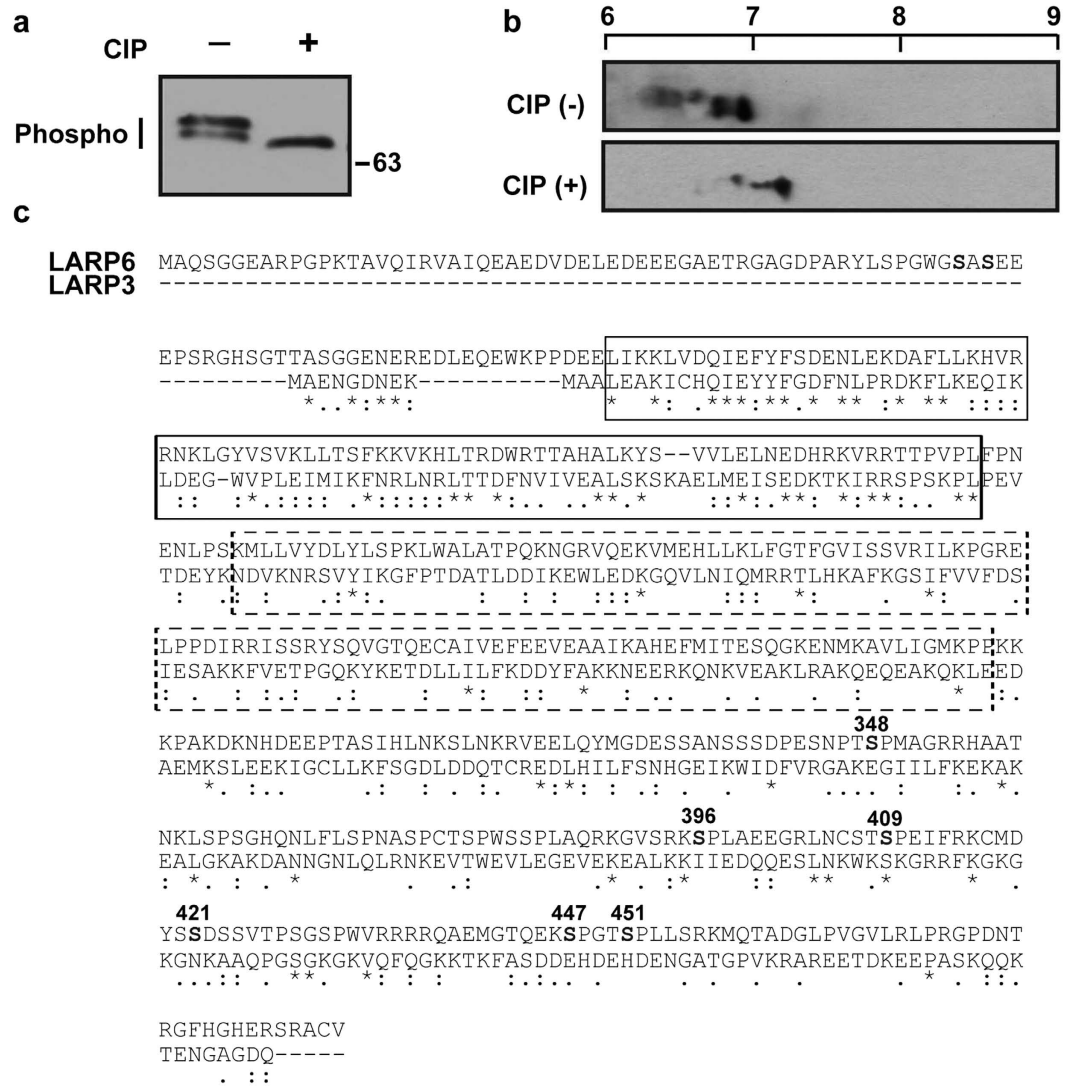 a
b
6 7 8 9
CIP – +
Phospho
–63
CIP (-)
CIP (+)
c
LARP6 MAQSGGEARPGPKTAVQIRVAIQEAEDVDELEDEEEGAETRGAGDPARYLSPGWGSASEE
LARP3 ------------------------------------------------------------
EPSRGHSGTTASGGENEREDLEQEWKPPDEELIKKLVDQIEFYFSDENLEKDAFLLKHVR
---------MAENGDNEK----------MAALEAKICHQIEYYFGDFNLPRDKFLKEQIK
*..*:**: * *: .***:**:*. ** .* ** ::::
RNKLGYVSVKLLTSFKKVKHLTRDWRTTAHALKYS--VVLELNEDHRKVRRTTPVPLFPN
LDEG-WVPLEIMIKFNRLNRLTTDFNVIVEALSKSKAELMEISEDKTKIRRSPSKPLPEV
:: :*. ::: .*::::** *:.. ..**. * ::*:.**: *:**:.. **
ENLPSKMLLVYDLYLSPKLWALATPQKNGRVQEKVMEHLLKLFGTFGVISSVRILKPGRE
TDEYKNDVKNRSVYIKGFPTDATLDDIKEWLEDKGQVLNIQMRRTLHKAFKGSIFVVFDS
: .: : .:*:. : : : :::* ::: *: . *: .
LPPDIRRISSRYSQVGTQECAIVEFEEVEAAIKAHEFMITESQGKENMKAVLIGMKPPKK
IESAKKFVETPGQKYKETDLLILFKDDYFAKKNEERKQNKVEAKLRAKQEQEAKQKLEED
: . : : . .: : *: :: * : . . . : * :.
348
KPAKDKNHDEEPTASIHLNKSLNKRVEELQYMGDESSANSSSDPESNPTSPMAGRRHAAT
AEMKSLEEKIGCLLKFSGDLDDQTCREDLHILFSNHGEIKWIDFVRGAKEGIILFKEKAK
* . :. .: : . : *:*: : .: . * .... : :. *.
396 409
NKLSPSGHQNLFLSPNASPCTSPWSSPLAQRKGVSRKSPLAEEGRLNCSTSPEIFRKCMD
EALGKAKDANNGNLQLRNKEVTWEVLEGEVEKEALKKIIEDQQESLNKWKSKGRRFKGKG
: *. : . * . .: *. :* :: ** . * * .
421 447 451
YSSDSSVTPSGSPWVRRRRQAEMGTQEKSPGTSPLLSRKMQTADGLPVGVLRLPRGPDNT
KGNKAAQPGSGKGKVQFQGKKTKFASDDEHDEHDENGATGPVKRAREETDKEEPASKQQK
...:: . **. *: : : :.:.. . . . . . * . ::.
RGFHGHERSRACV
TENGAGDQ-----
. ::